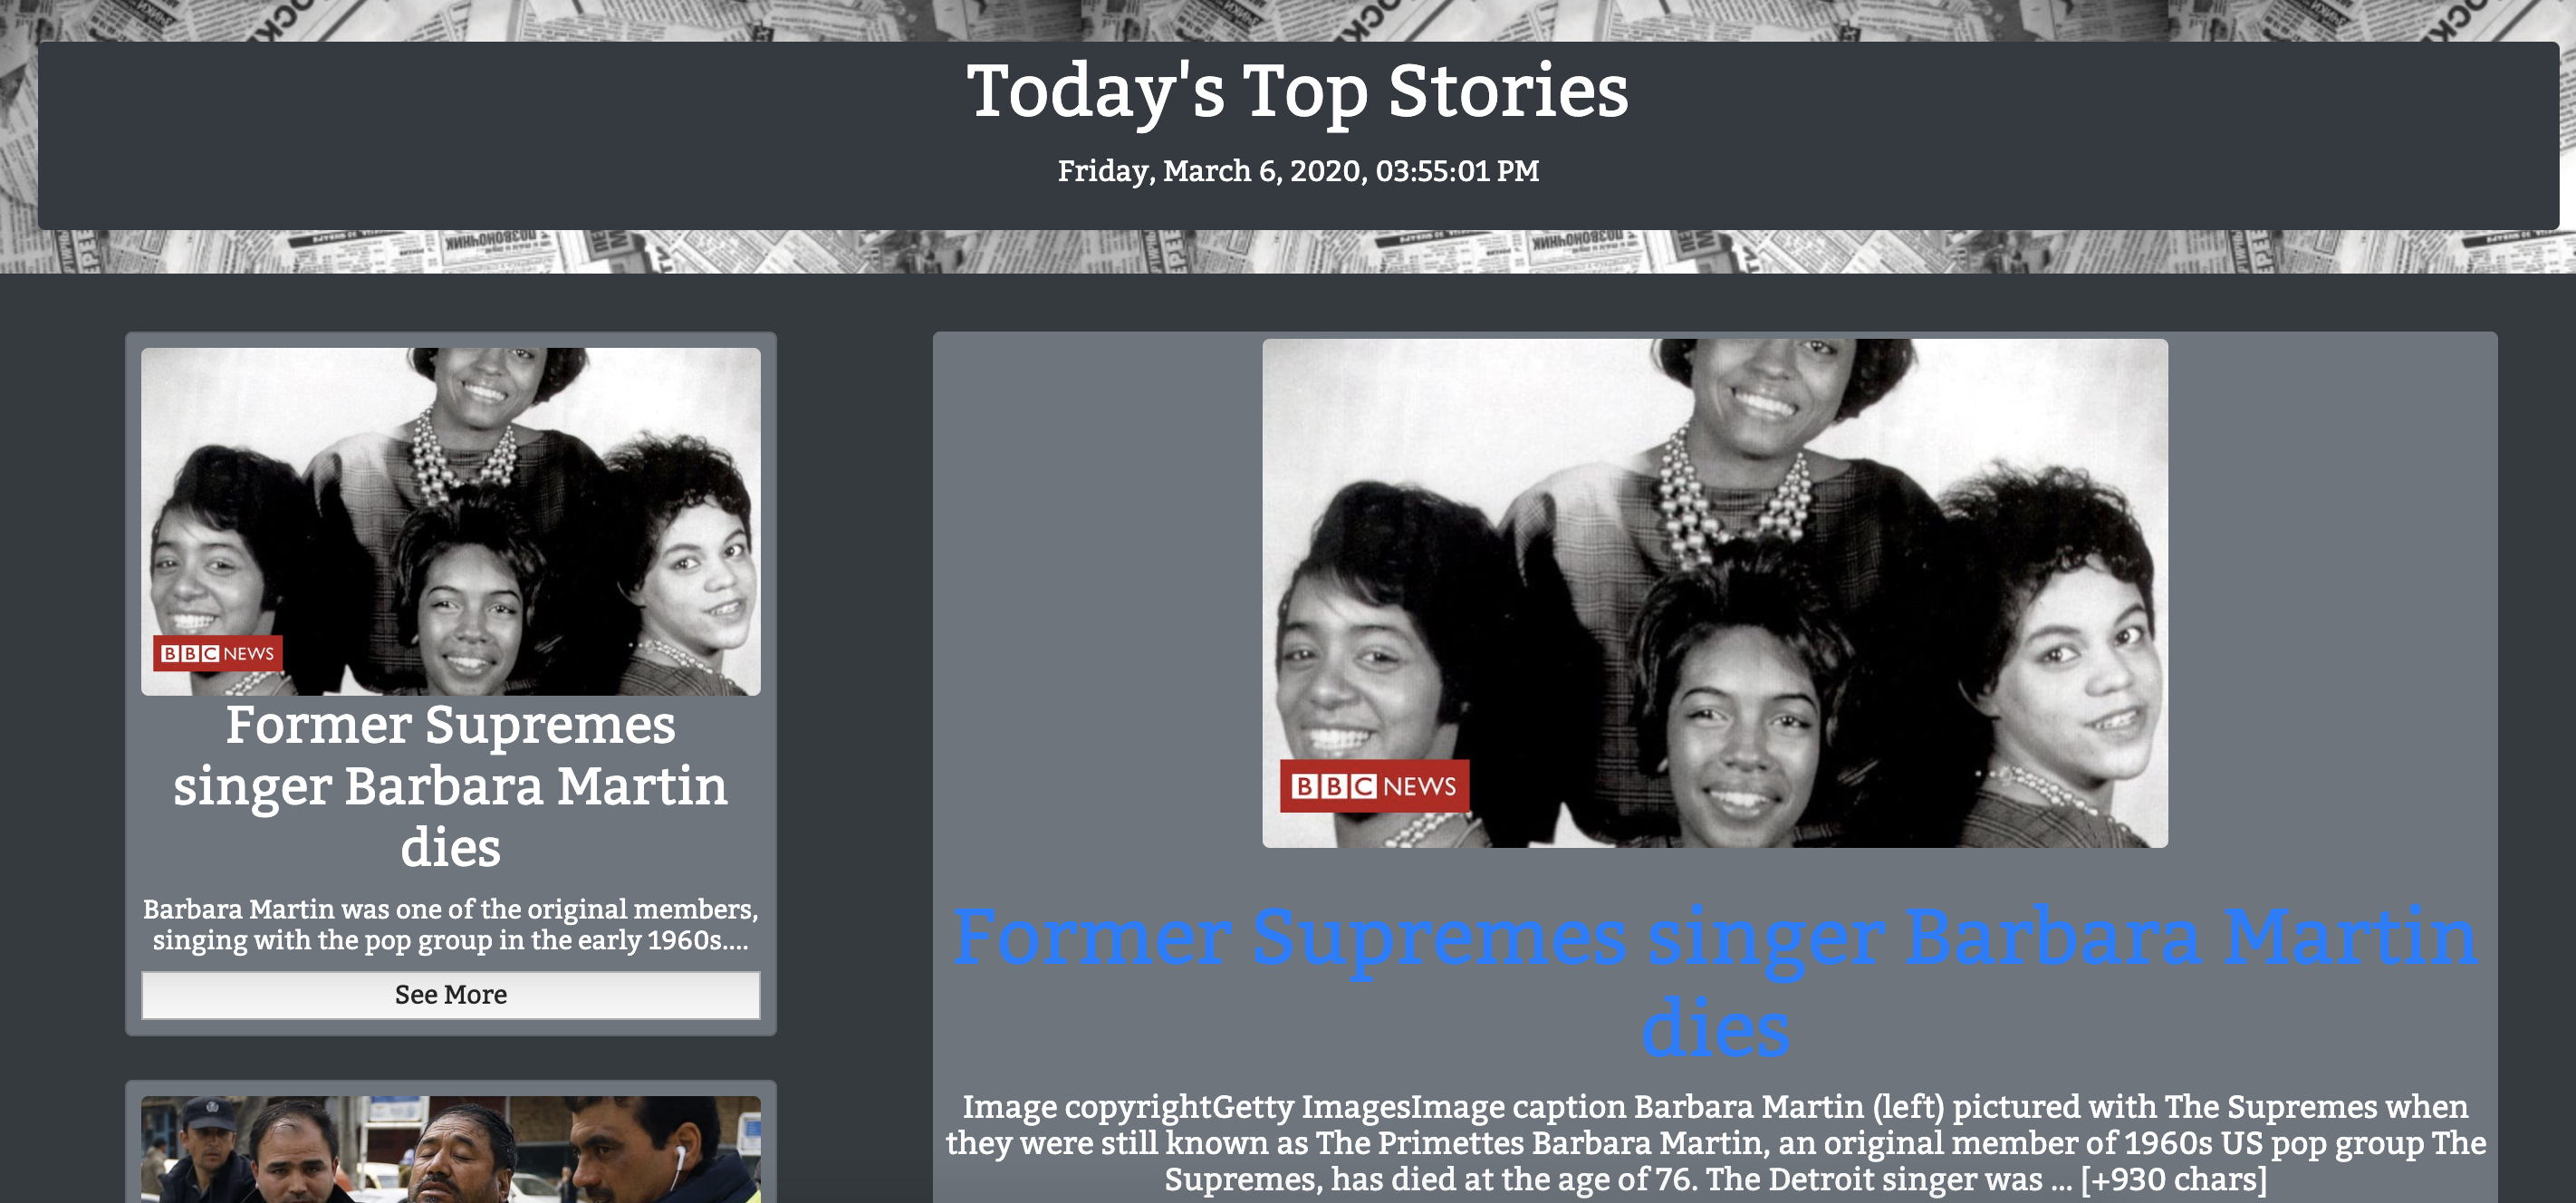 Today's Top Stories
Friday, March 6, 2020, 03:55:01 PM
ПОЗВОНОЧНИК
ПОЗВОНОЧНИК
BBC NEWS
Former Supremes
singer Barbara Martin
dies
Barbara Martin was one of the original members,
singing with the pop group in the early 1960s....
See More
BBC NEWS
Former Supremes singer Barbara Martin
dies
Image copyrightGetty ImagesImage caption Barbara Martin (left) pictured with The Supremes when
they were still known as The Primettes Barbara Martin, an original member of 1960s US pop group The
Supremes, has died at the age of 76. The Detroit singer was ... [+930 chars]